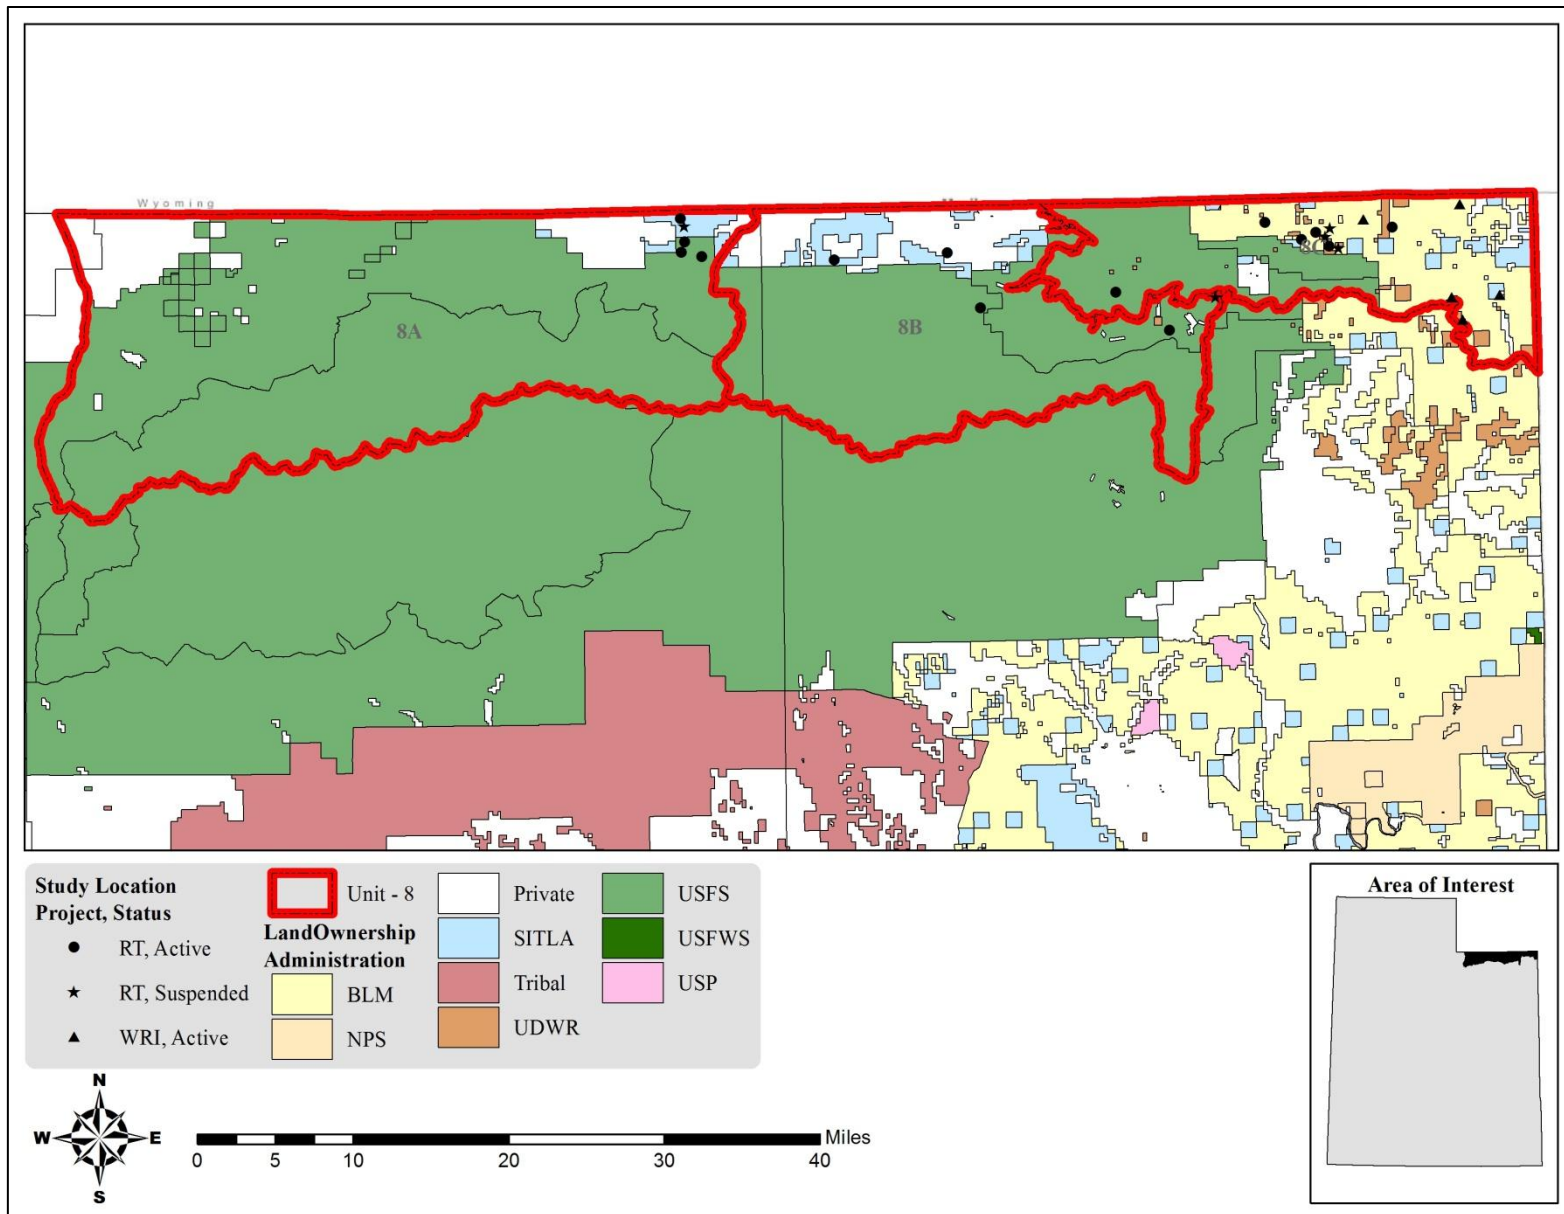 Wyoming
8A
8B
8C
Study Location
Project, Status
RT, Active
RT, Suspended
WRI, Active
Unit - 8
LandOwnership
Administration
BLM
NPS
Private
SITLA
Tribal
UDWR
USFS
USFWS
USP
Area of Interest
N
W
E
S
Miles
0
5
10
20
30
40